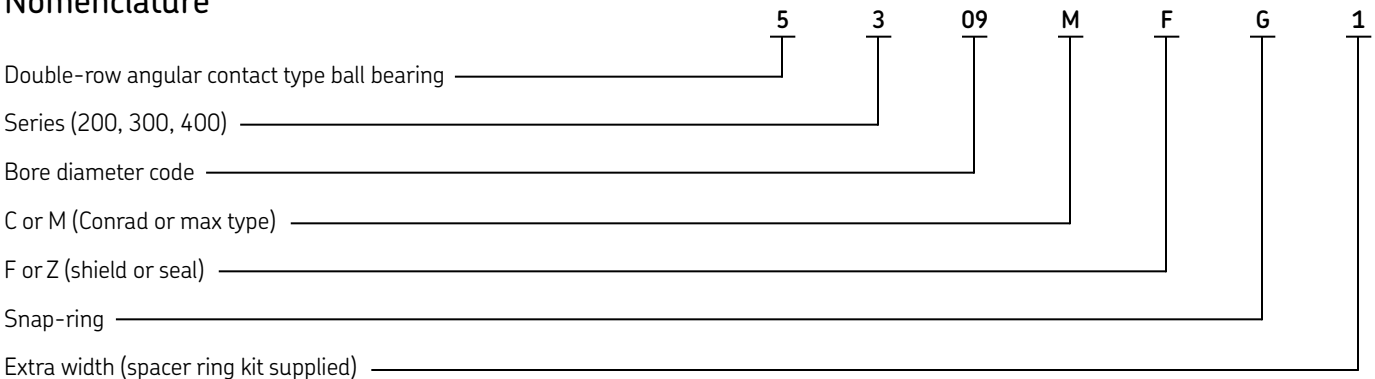 Nomenclature
5 3 09 M F G 1
Double-row angular contact type ball bearing
Series (200, 300, 400)
Bore diameter code
C or M (Conrad or max type)
F or Z (shield or seal)
Snap-ring
Extra width (spacer ring kit supplied)